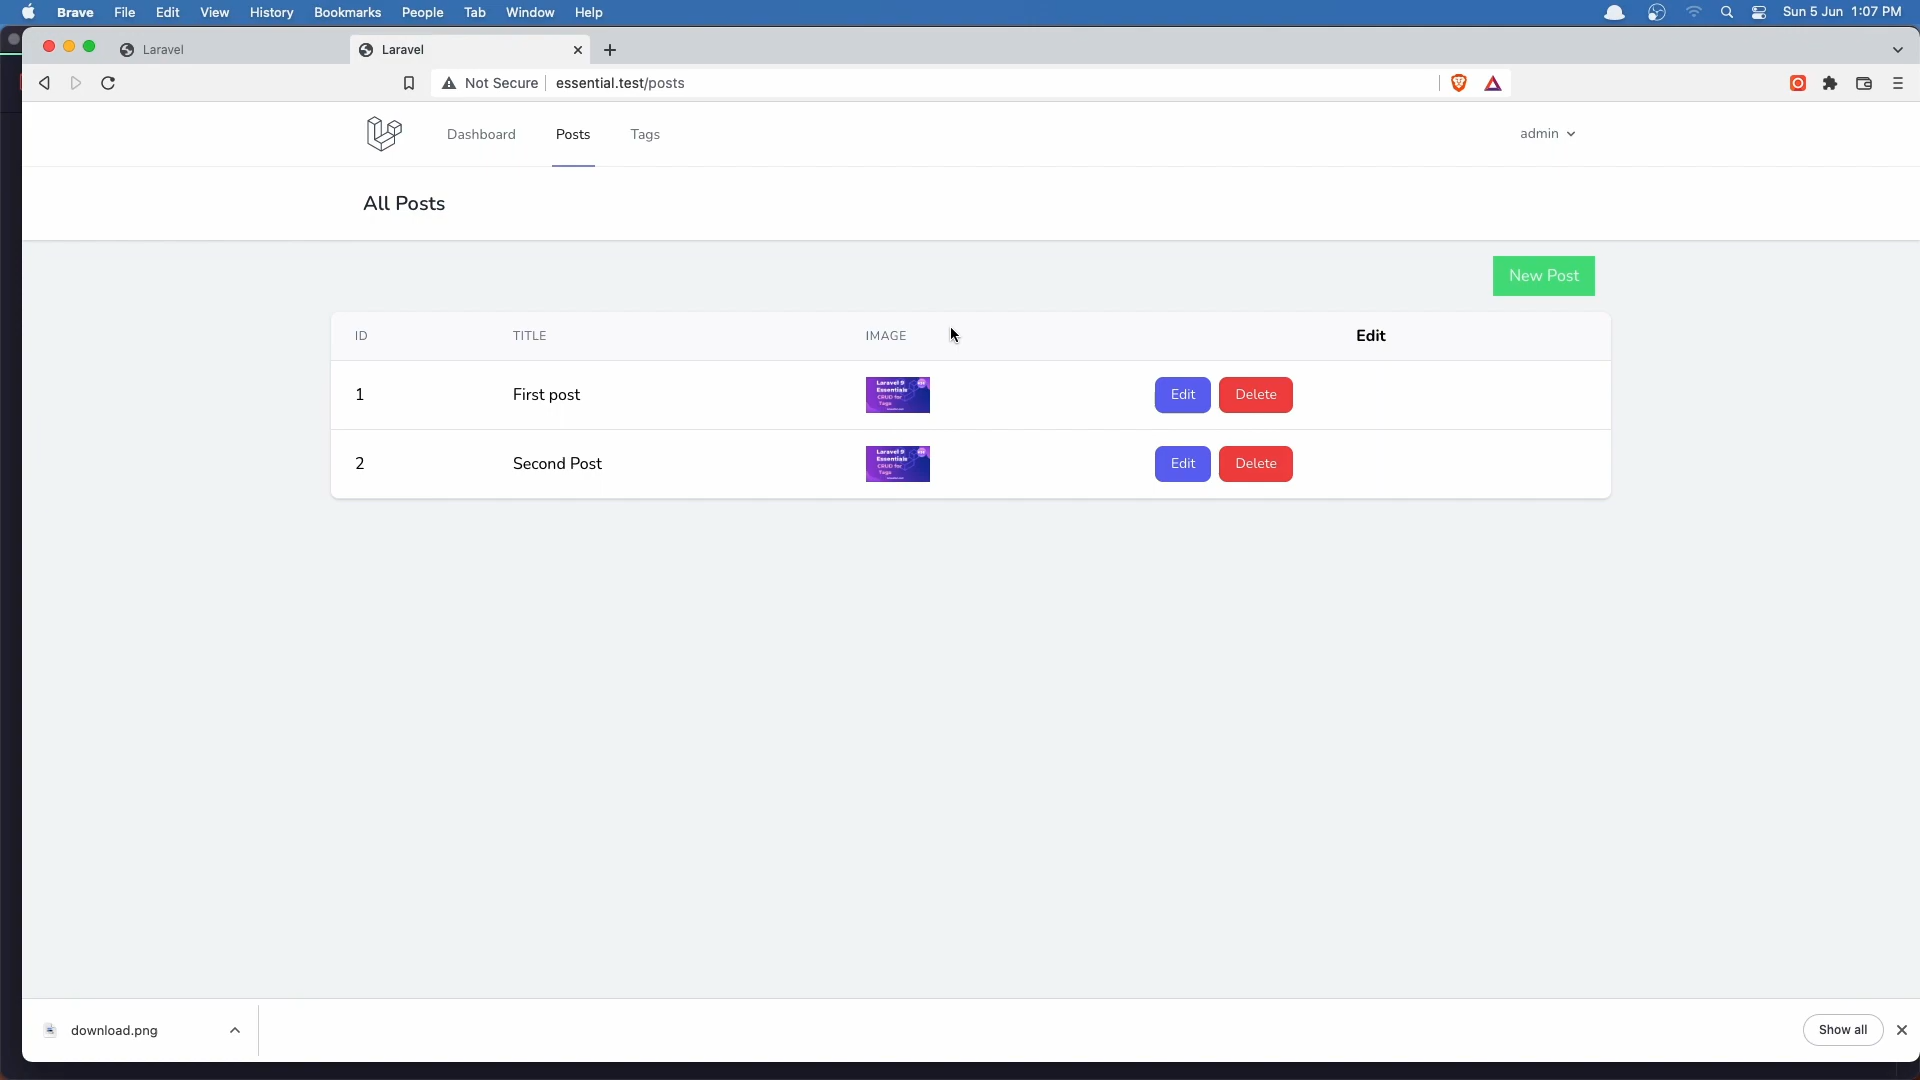 Brave File Edit View History Bookmarks People Tab Window Help Sun 5 Jun 1:07 PM
Laravel Laravel
Not Secure essential.test/posts
Dashboard Posts Tags admin
All Posts
New Post
ID TITLE IMAGE Edit
1 First post Edit Delete
Laravel 9
Essentials
CRUD for
Tags
2 Second Post Edit Delete
Laravel 9
Essentials
CRUD for
Tags
download.png Show all